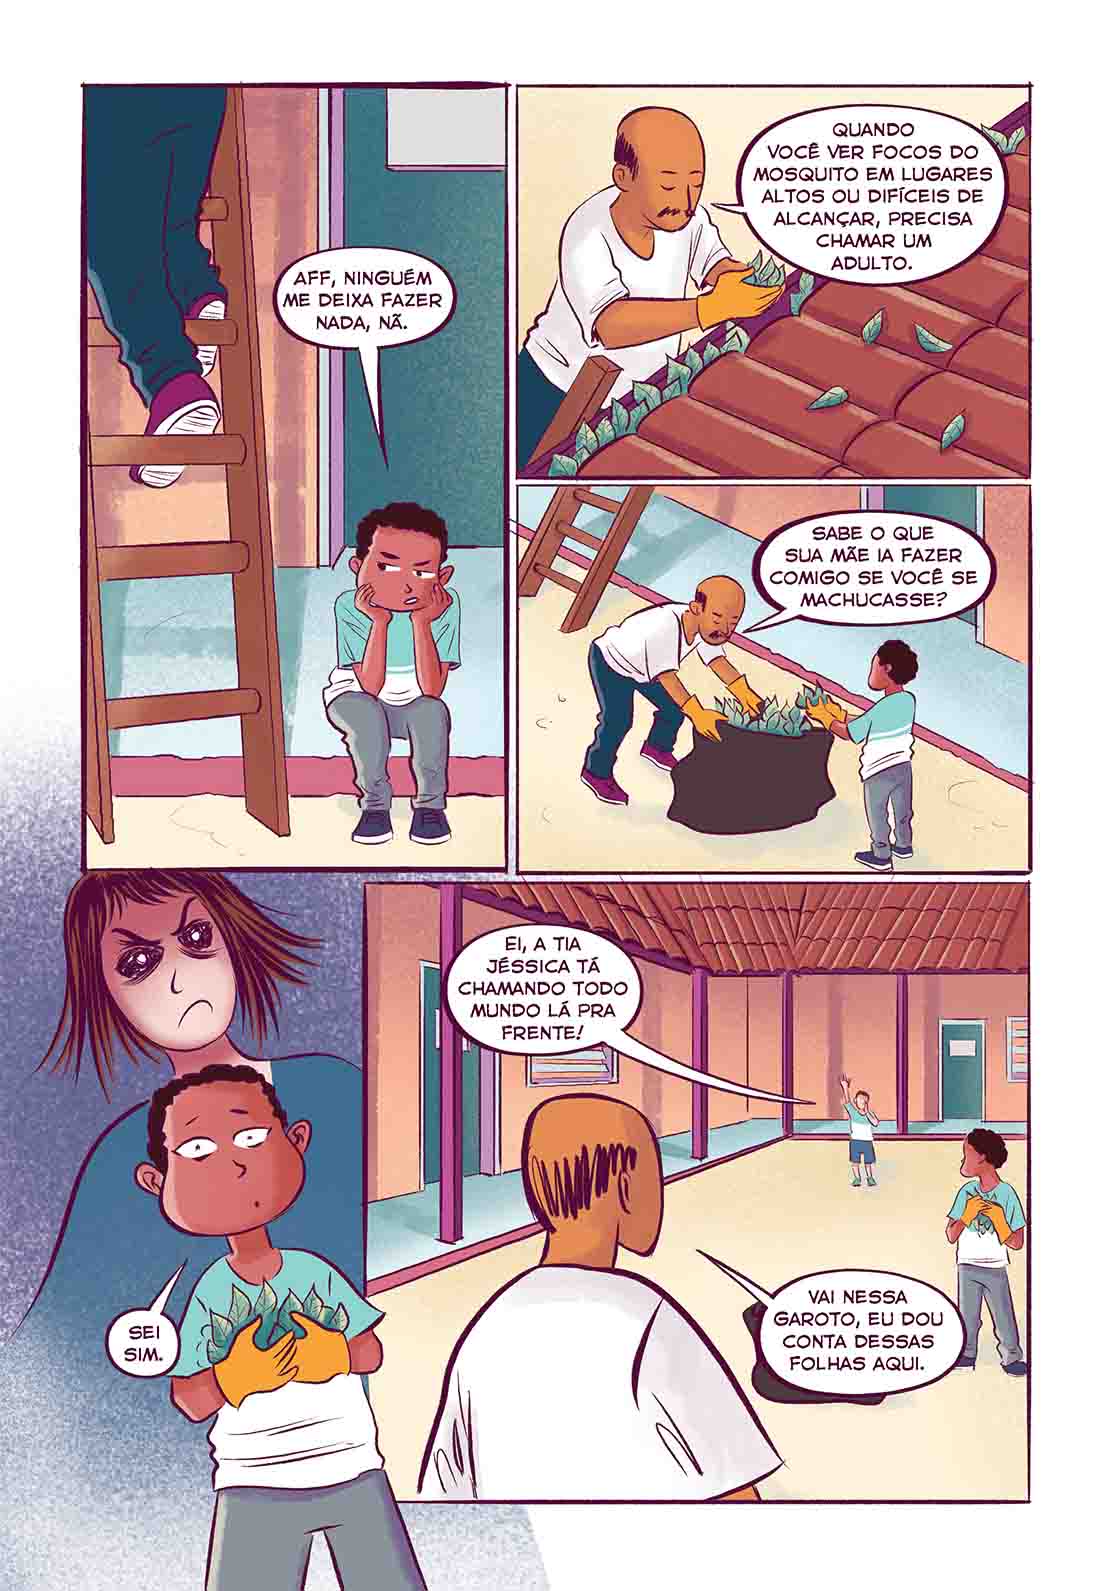 AFF, NINGUÉM
ME DEIXA FAZER
NADA, NÃ.
QUANDO
VOCÊ VER FOCOS DO
MOSQUITO EM LUGARES
ALTOS OU DIFÍCEIS DE
ALCANÇAR, PRECISA
CHAMAR UM
ADULTO.
SABE O QUE
SUA MÃE IA FAZER
COMIGO SE VOCÊ SE
MACHUCASSE?
SEI
SIM.
EI, A TIA
JÉSSICA TÁ
CHAMANDO TODO
MUNDO LÁ PRA
FRENTE!
VAI NESSA
GAROTO, EU DOU
CONTA DESSAS
FOLHAS AQUI.